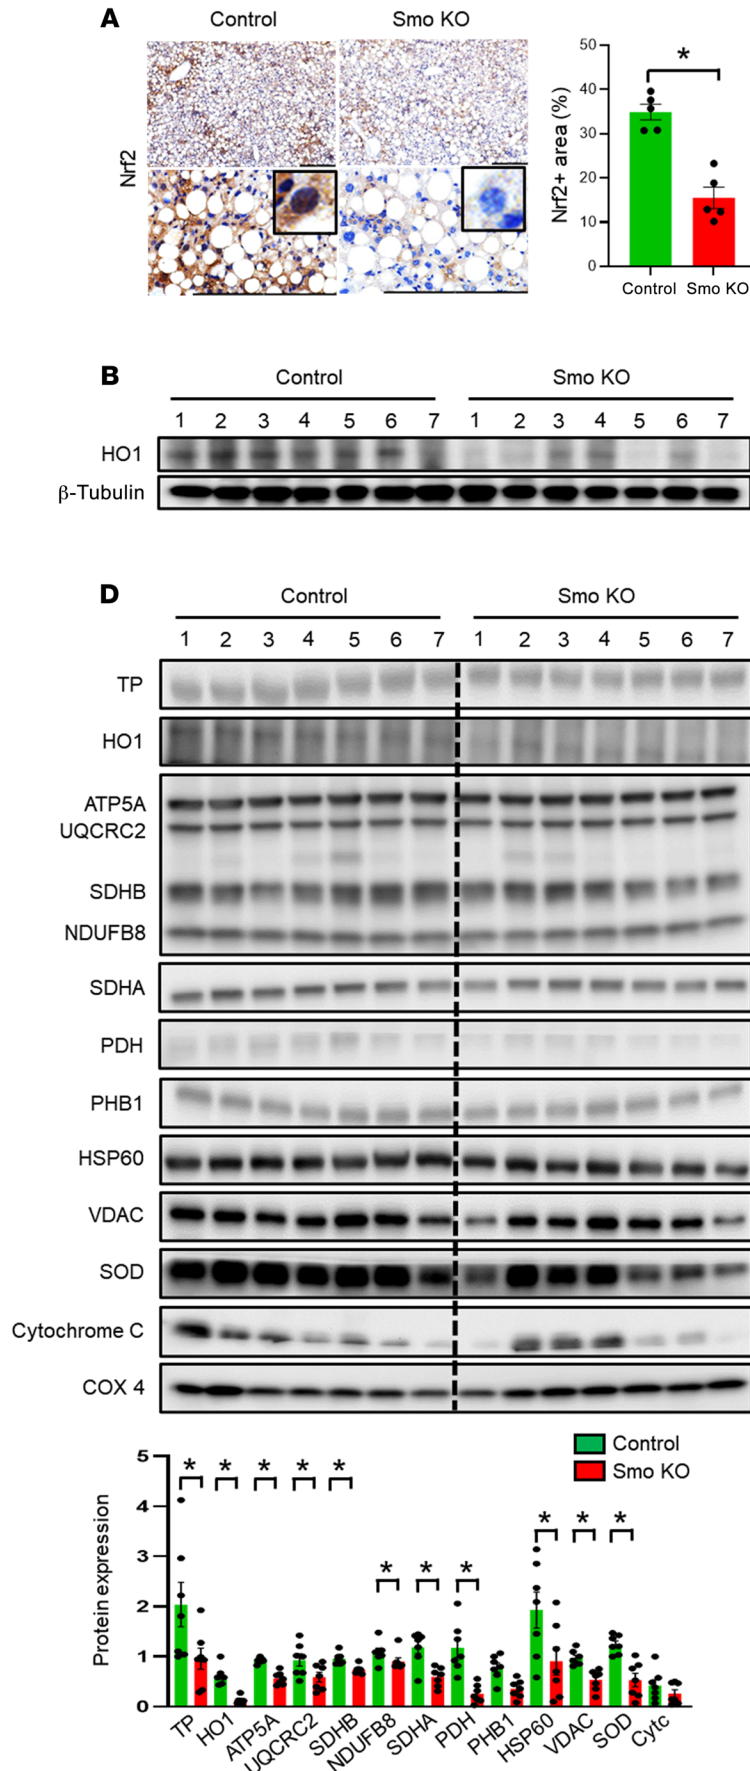 A
Control Smo KO
Nrf2
Nrf2+ area (%)
50
40
30
20
10
0
*
Control Smo KO
B
Control Smo KO
1 2 3 4 5 6 7 1 2 3 4 5 6 7
HO1
β-Tubulin
D
Control Smo KO
1 2 3 4 5 6 7 1 2 3 4 5 6 7
TP
HO1
ATP5A
UQCRC2
SDHB
NDUFB8
SDHA
PDH
PHB1
HSP60
VDAC
SOD
Cytochrome C
COX 4
Control
Smo KO
Protein expression
5
4
3
2
1
0
* * * * * * * * * * *
TP HO1 ATP5A UQCRC2 SDHB NDUFB8 SDHA PDH PHB1 HSP60 VDAC SOD Cytc